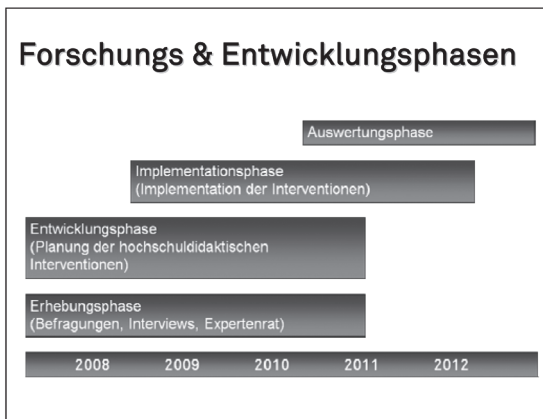 Forschungs & Entwicklungsphasen
Auswertungsphase
Implementationsphase
(Implementation der Interventionen)
Entwicklungsphase
(Planung der hochschuldidaktischen
Interventionen)
Erhebungsphase
(Befragungen, Interviews, Expertenrat)
2008 2009 2010 2011 2012